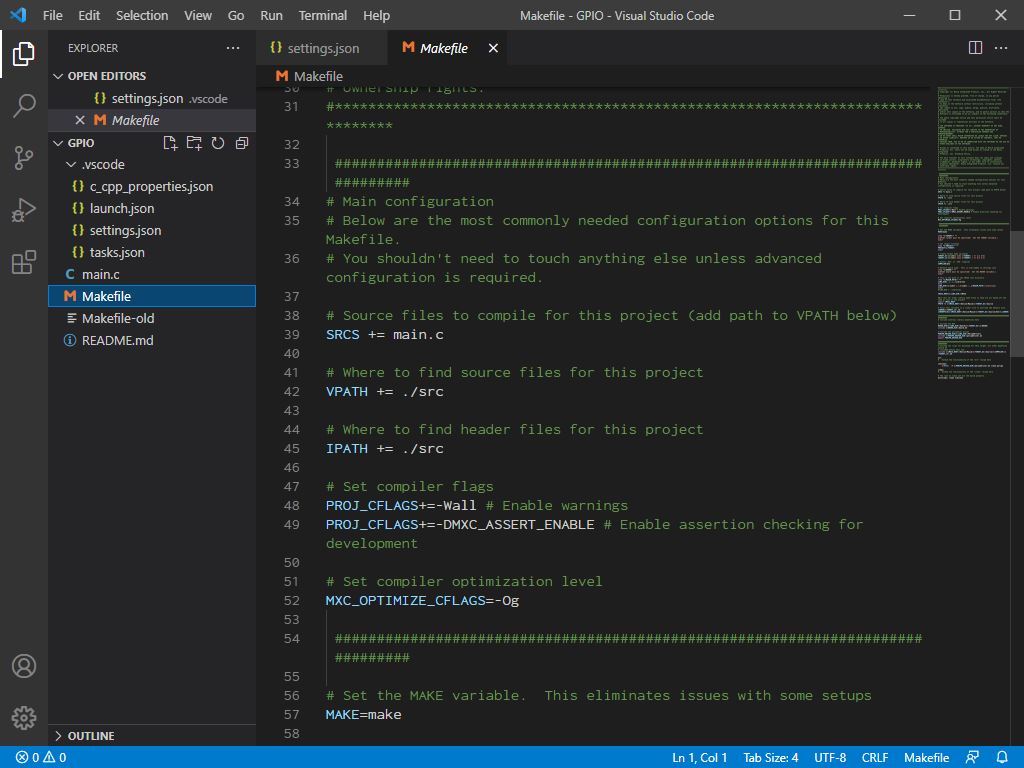 File Edit Selection View Go Run Terminal Help Makefile - GPIO - Visual Studio Code
EXPLORER
OPEN EDITORS
{} settings.json .vscode
M Makefile
GPIO
.vscode
{} c_cpp_properties.json
{} launch.json
{} settings.json
{} tasks.json
C main.c
M Makefile
Makefile-old
README.md
OUTLINE
{} settings.json M Makefile
M Makefile
30 # Ownership rights.
31 #**********************************************************************
********
32
33 ######################################################################
#########
34 # Main configuration
35 # Below are the most commonly needed configuration options for this
Makefile.
36 # You shouldn't need to touch anything else unless advanced
configuration is required.
37
38 # Source files to compile for this project (add path to VPATH below)
39 SRCS += main.c
40
41 # Where to find source files for this project
42 VPATH += ./src
43
44 # Where to find header files for this project
45 IPATH += ./src
46
47 # Set compiler flags
48 PROJ_CFLAGS+=-Wall # Enable warnings
49 PROJ_CFLAGS+=-DMXC_ASSERT_ENABLE # Enable assertion checking for
development
50
51 # Set compiler optimization level
52 MXC_OPTIMIZE_CFLAGS=-Og
53
54 ######################################################################
#########
55
56 # Set the MAKE variable.  This eliminates issues with some setups
57 MAKE=make
58
0 0 Ln 1, Col 1 Tab Size: 4 UTF-8 CRLF Makefile